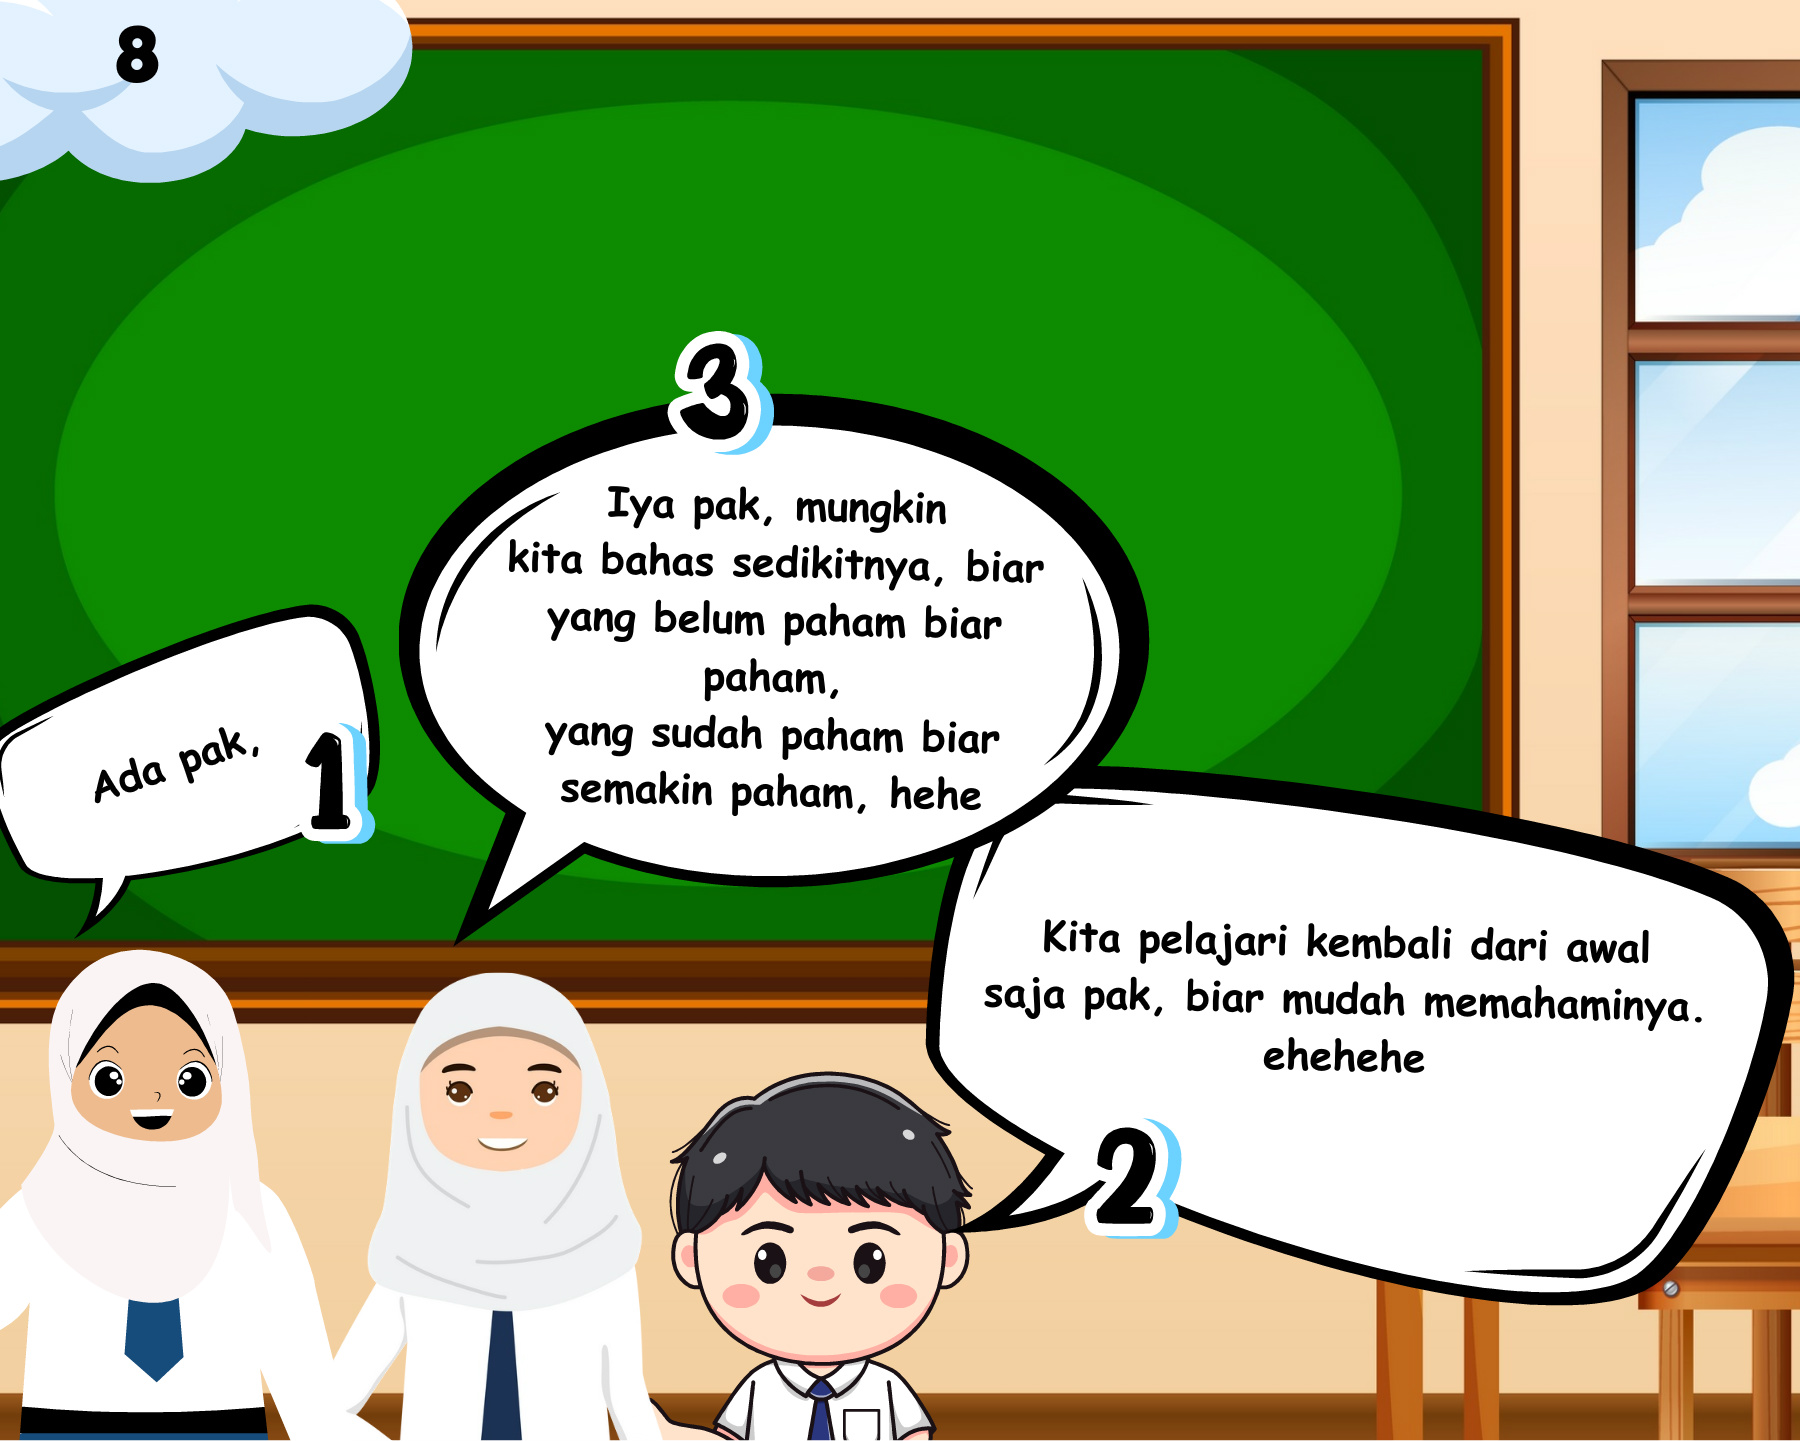 8
1
Ada pak,
2
Kita pelajari kembali dari awal
saja pak, biar mudah memahaminya.
ehehehe
3
Iya pak, mungkin
kita bahas sedikitnya, biar
yang belum paham biar
paham,
yang sudah paham biar
semakin paham, hehe